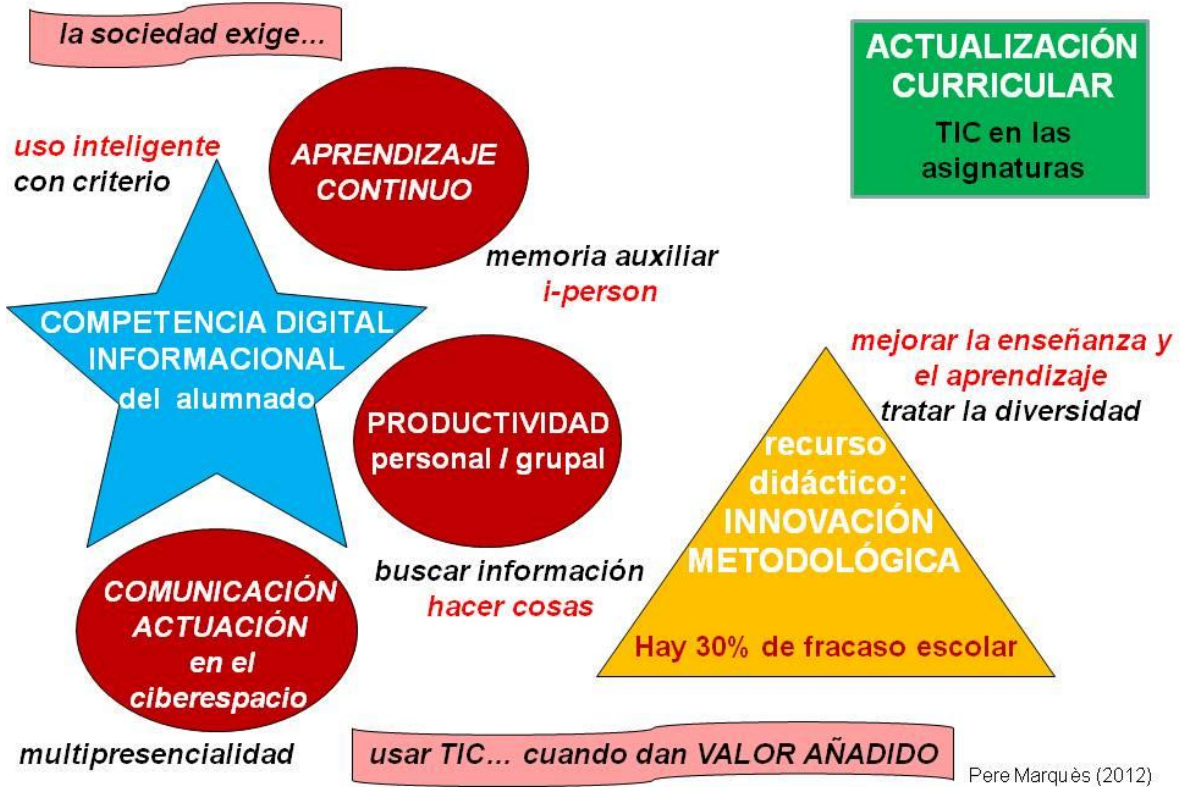 la sociedad exige...
ACTUALIZACIÓN
CURRICULAR
TIC en las
asignaturas
uso inteligente
con criterio
APRENDIZAJE
CONTINUO
memoria auxiliar
i-person
COMPETENCIA DIGITAL
INFORMACIONAL
del alumnado
PRODUCTIVIDAD
personal / grupal
buscar información
hacer cosas
mejorar la enseñanza y
el aprendizaje
tratar la diversidad
recurso
didáctico:
INNOVACIÓN
METODOLÓGICA
Hay 30% de fracaso escolar
COMUNICACIÓN
ACTUACIÓN
en el
ciberespacio
multipresencialidad
usar TIC... cuando dan VALOR AÑADIDO
Pere Marquès (2012)